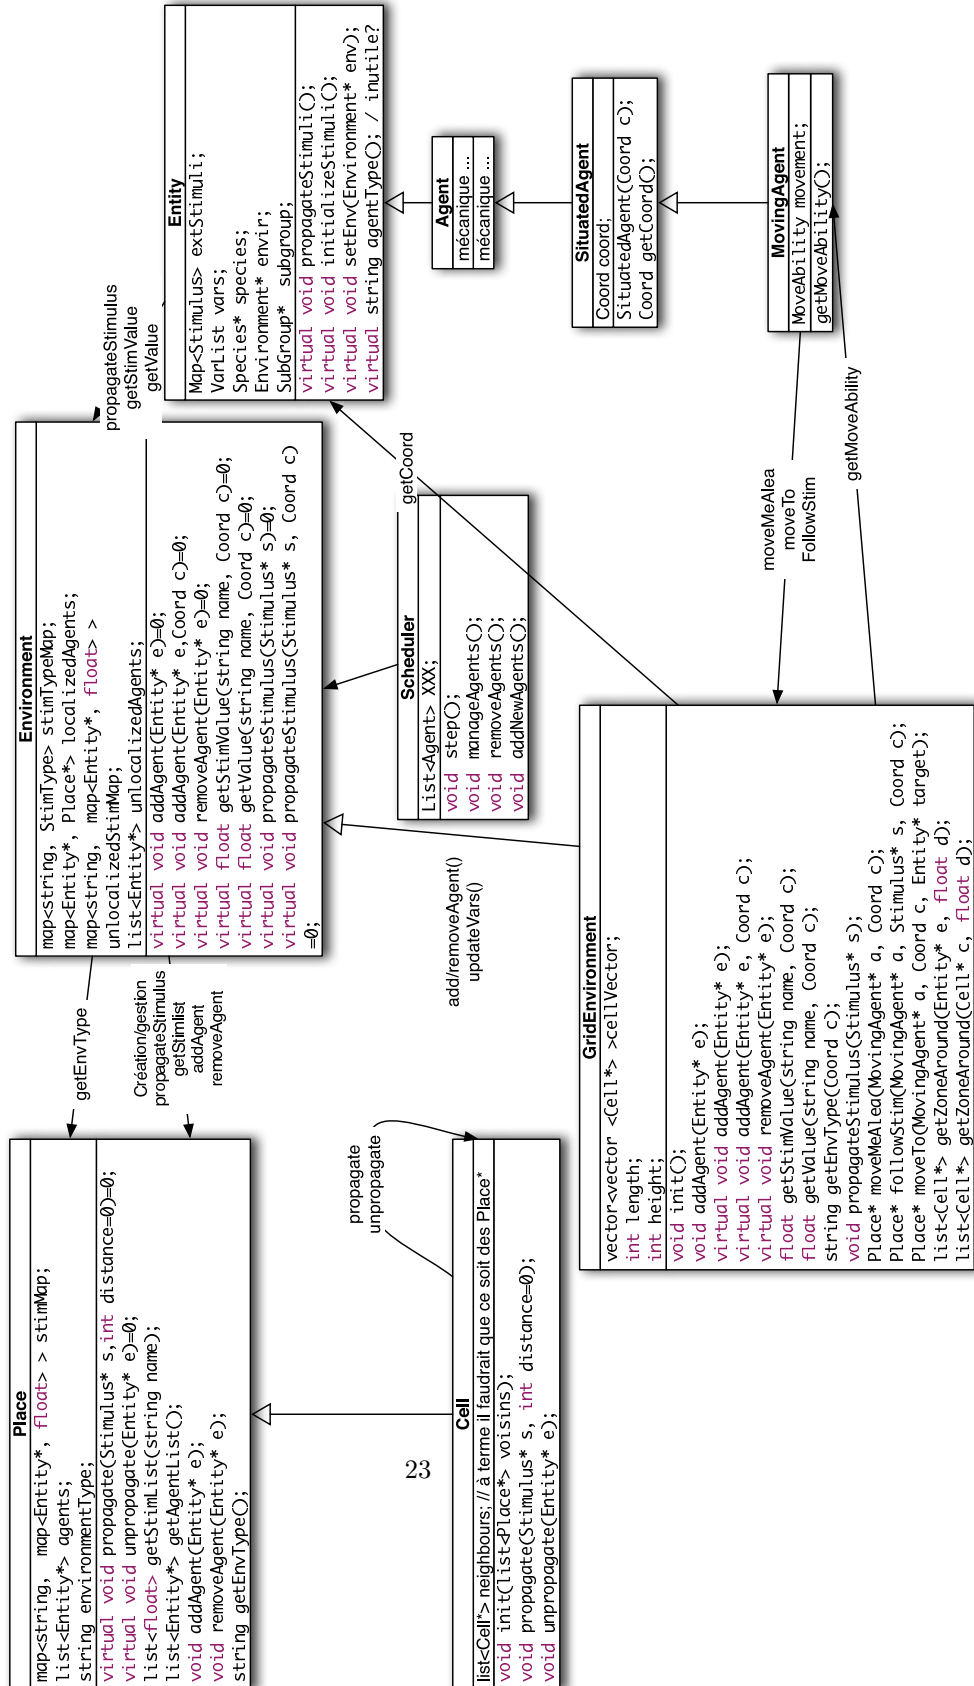 Place
map<string,  map<Entity*, float> > stimMap;
list<Entity*> agents;
string environmentType;
virtual void propagate(Stimulus* s,int distance=0)=0;
virtual void unpropagate(Entity* e)=0;
list<float> getStimList(string name);
list<Entity*> getAgentList();
void addAgent(Entity* e);
void removeAgent(Entity* e);
string getEnvType();
getEnvType
Création/gestion
propagateStimulus
getStimlist
addAgent
removeAgent
Environment
map<string, StimType> stimTypeMap;
map<Entity*, Place*> localizedAgents;
map<string,  map<Entity*, float> >
unlocalizedStimMap;
list<Entity*> unlocalizedAgents;
virtual void addAgent(Entity* e)=0;
virtual void addAgent(Entity* e,Coord c)=0;
virtual void removeAgent(Entity* e)=0;
virtual float getStimValue(string name, Coord c)=0;
virtual float getValue(string name, Coord c)=0;
virtual void propagateStimulus(Stimulus* s)=0;
virtual void propagateStimulus(Stimulus* s, Coord c)
=0;
propagateStimulus
getStimValue
getValue
Entity
Map<Stimulus> extStimuli;
VarList vars;
Species* species;
Environment* envir;
SubGroup*  subgroup;
virtual void propagateStimuli();
virtual void initializeStimuli();
virtual void setEnv(Environment* env);
virtual string agentType(); / inutile?
propagate
unpropagate
Cell
list<Cell*> neighbours; // à terme il faudrait que ce soit des Place*
void init(list<Place*> voisins);
void propagate(Stimulus* s, int distance=0);
void unpropagate(Entity* e);
add/removeAgent()
updateVars()
Scheduler
List<Agent> XXX;
void step();
void manageAgents();
void removeAgents();
void addNewAgents();
getCoord
Agent
mécanique ...
mécanique ...
SituatedAgent
Coord coord;
SituatedAgent(Coord c);
Coord getCoord();
GridEnvironment
vector<vector <Cell*> >cellVector;
int length;
int height;
void init();
void addAgent(Entity* e);
virtual void addAgent(Entity* e);
virtual void addAgent(Entity* e, Coord c);
virtual void removeAgent(Entity* e);
float getStimValue(string name, Coord c);
float getValue(string name, Coord c);
string getEnvType(Coord c);
void propagateStimulus(Stimulus* s);
Place* moveMeAlea(MovingAgent* a, Coord c);
Place* followStim(MovingAgent* a, Stimulus* s, Coord c);
Place* moveTo(MovingAgent* a, Coord c, Entity* target);
list<Cell*> getZoneAround(Entity* e, float d);
list<Cell*> getZoneAround(Cell* c, float d);
moveMeAlea
moveTo
FollowStim
getMoveAbility
MovingAgent
MoveAbility movement;
getMoveAbility();
23